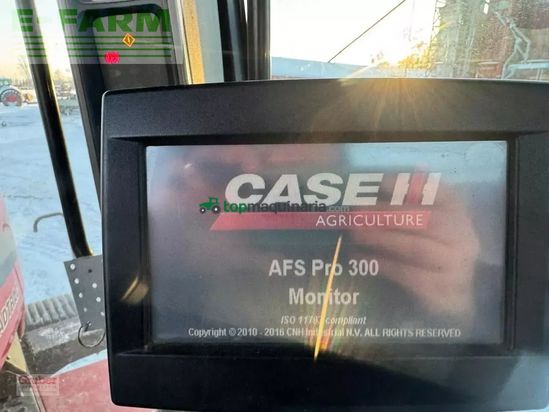 E-FARM
CASE IH
topmaquinaria.com
AGRICULTURE
AFS Pro 300
Monitor
ISO 11783 compliant
Copyright © 2010 - 2016 CNH Industrial N.V. ALL RIGHTS RESERVED
Gruber